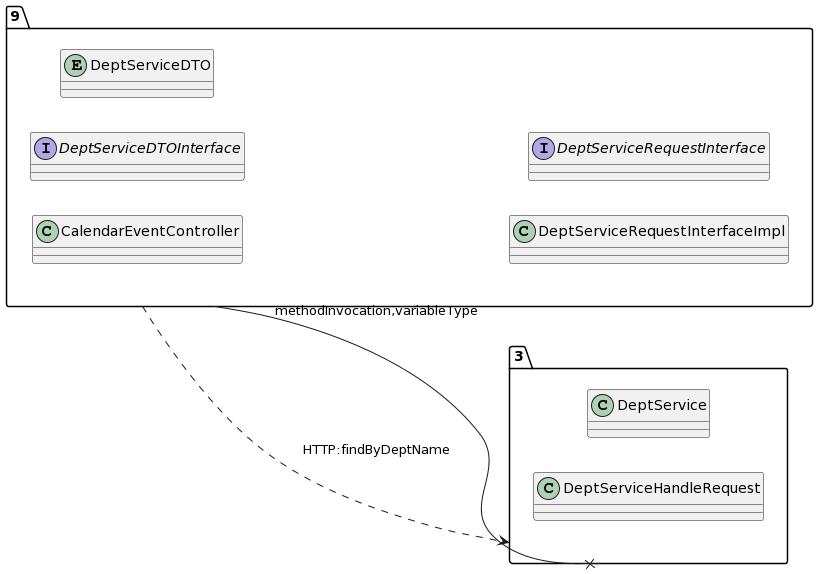 9
E DeptServiceDTO
I DeptServiceDTOInterface
I DeptServiceRequestInterface
C CalendarEventController
C DeptServiceRequestInterfaceImpl
methodInvocation,variableType
3
C DeptService
HTTP:findByDeptName
C DeptServiceHandleRequest